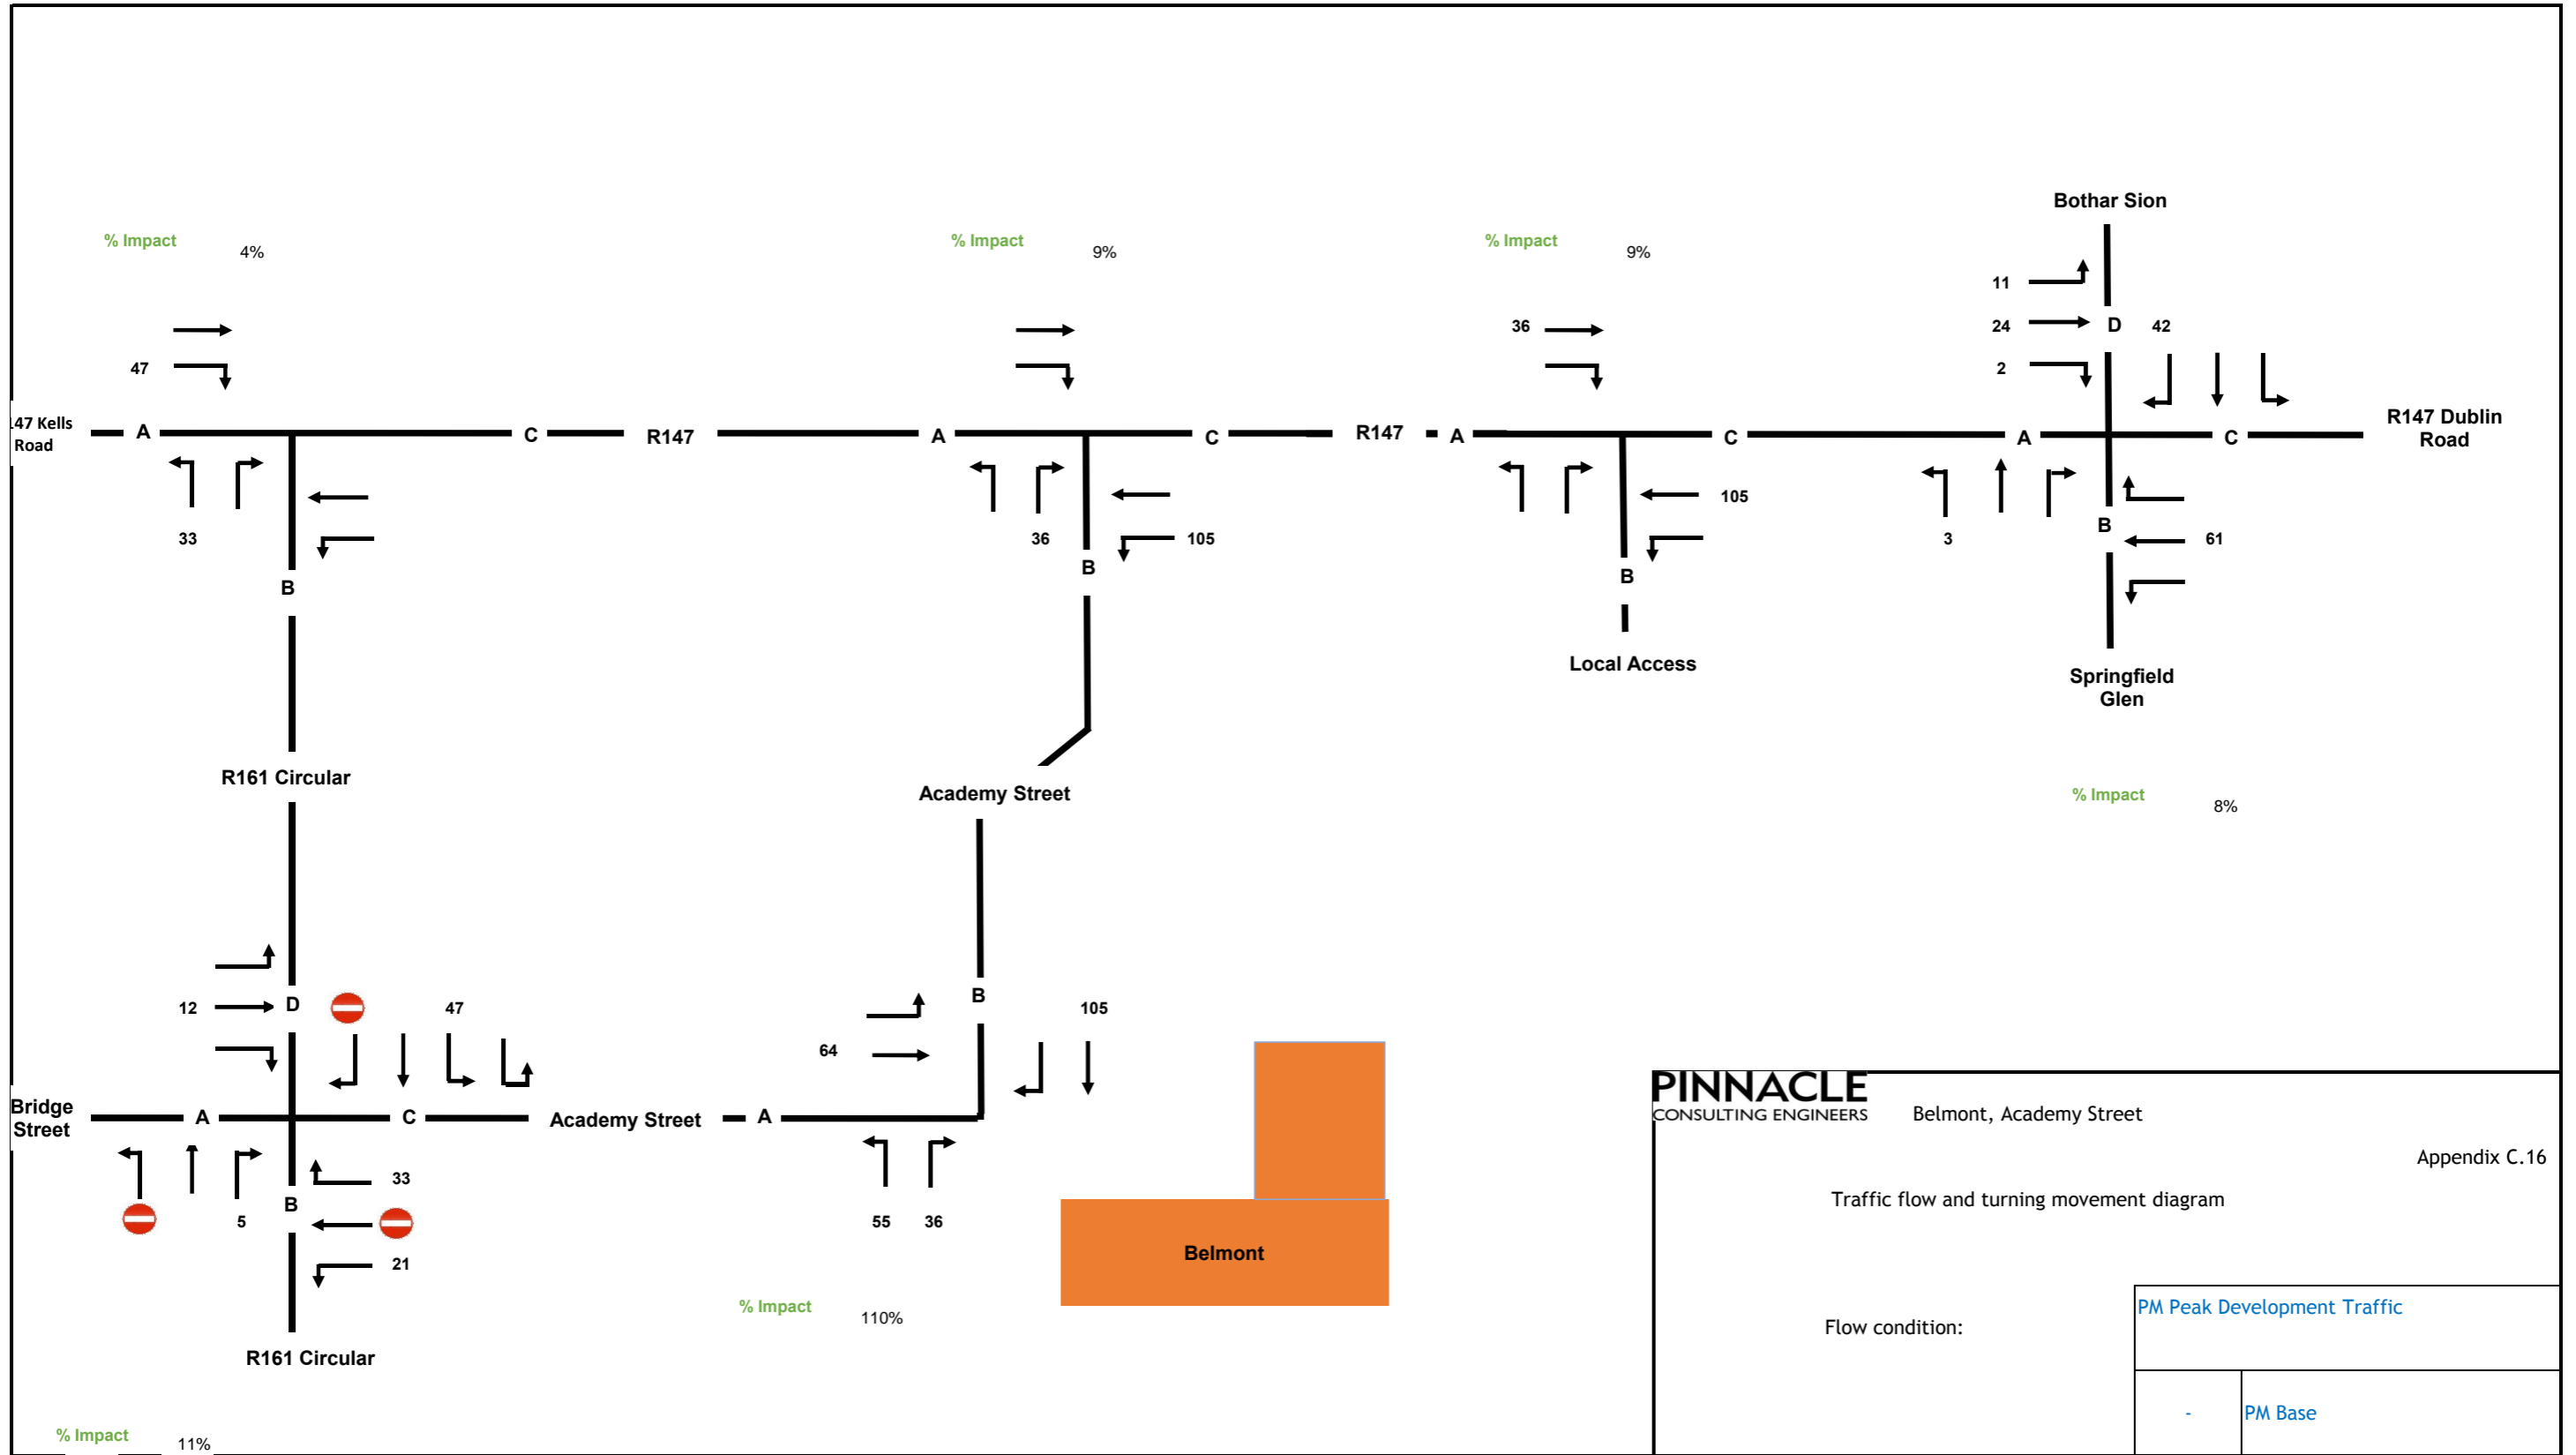 Bothar Sion
% Impact
4%
% Impact
9%
% Impact
9%
11
24
D
42
36
47
2
147 Kells
Road
A
C
R147
A
C
R147
A
C
A
C
R147 Dublin
Road
105
33
36
105
3
B
61
B
B
B
Local Access
Springfield
Glen
R161 Circular
Academy Street
% Impact
8%
12
D
47
B
105
64
Bridge
Street
A
C
Academy Street
A
PINNACLE
CONSULTING ENGINEERS
Belmont, Academy Street
Appendix C.16
33
B
5
55
36
Traffic flow and turning movement diagram
21
Belmont
% Impact
110%
Flow condition:
PM Peak Development Traffic
R161 Circular
-
PM Base
% Impact
11%